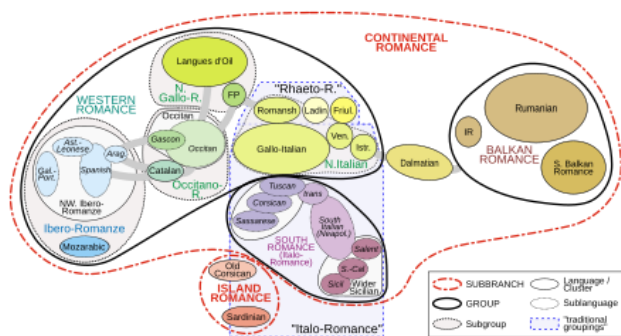 CONTINENTAL
ROMANCE
Langues d'Oïl
N.
Gallo-R.
FP
"Rhaeto-R."
Romansh
Ladin
Friul.
WESTERN
ROMANCE
Occitan
Gascon
Occitan
Catalan
Occitano-
R.
Gallo-Italian
Ven.
Istr.
N.Italian
Dalmatian
Rumanian
IR
BALKAN
ROMANCE
S. Balkan
Romance
Ast.-
Leonese
Arag.
Gal.-
Port.
Spanish
NW. Ibero-
Romance
Ibero-Romanze
Mozarabic
Tuscan
trans
Corsican
Sassarese
South
Italian
(Neapol.)
SOUTH
ROMANCE
(Italo-
Romance)
Salent
S.-Cal
Sicil
Wider
Sicilian
Old
Corsican
ISLAND
ROMANCE
Sardinian
"Italo-Romance"
SUBBRANCH
GROUP
Subgroup
Language /
Cluster
Sublanguage
"traditional
groupings"